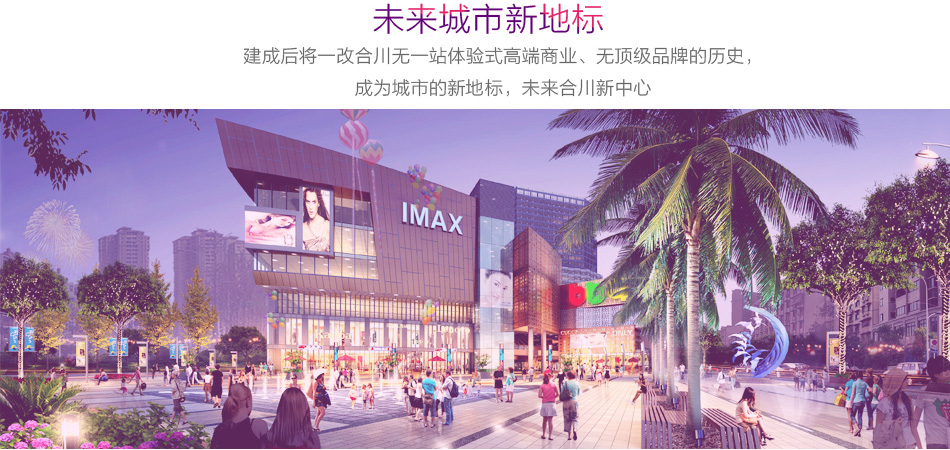 未来城市新地标
建成后将一改合川无一站体验式高端商业、无顶级品牌的历史，
成为城市的新地标，未来合川新中心
IMAX